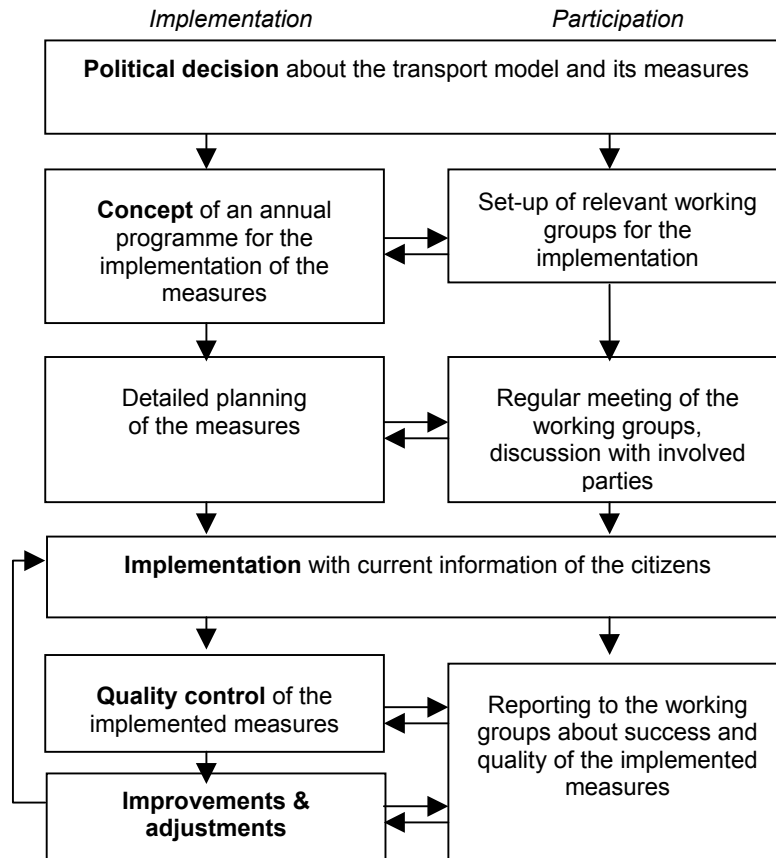 Implementation
Participation
Political decision about the transport model and its measures
Concept of an annual
programme for the
implementation of the
measures
Set-up of relevant working
groups for the
implementation
Detailed planning
of the measures
Regular meeting of the
working groups,
discussion with involved
parties
Implementation with current information of the citizens
Quality control of the
implemented measures
Reporting to the working
groups about success and
quality of the implemented
measures
Improvements &
adjustments